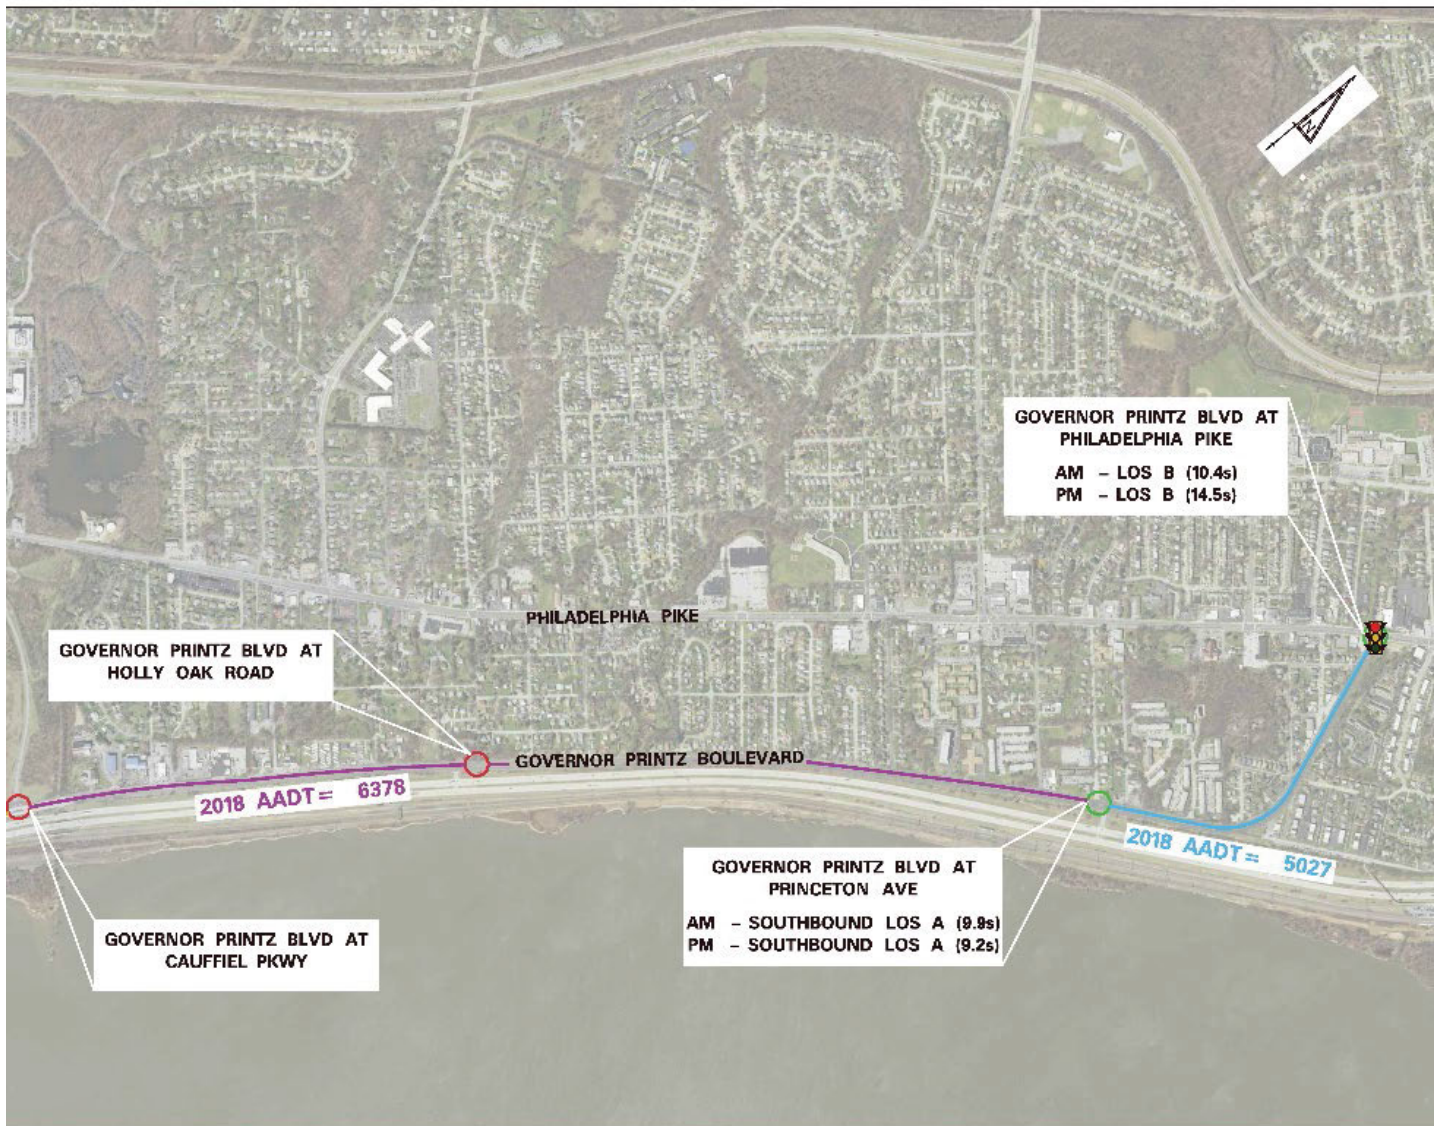 N
GOVERNOR PRINTZ BLVD AT
PHILADELPHIA PIKE
AM - LOS B (10.4s)
PM - LOS B (14.5s)
PHILADELPHIA PIKE
GOVERNOR PRINTZ BLVD AT
HOLLY OAK ROAD
GOVERNOR PRINTZ BOULEVARD
2018 AADT = 6378
2018 AADT = 5027
GOVERNOR PRINTZ BLVD AT
PRINCETON AVE
AM - SOUTHBOUND LOS A (9.9s)
PM - SOUTHBOUND LOS A (9.2s)
GOVERNOR PRINTZ BLVD AT
CAUFFIEL PKWY